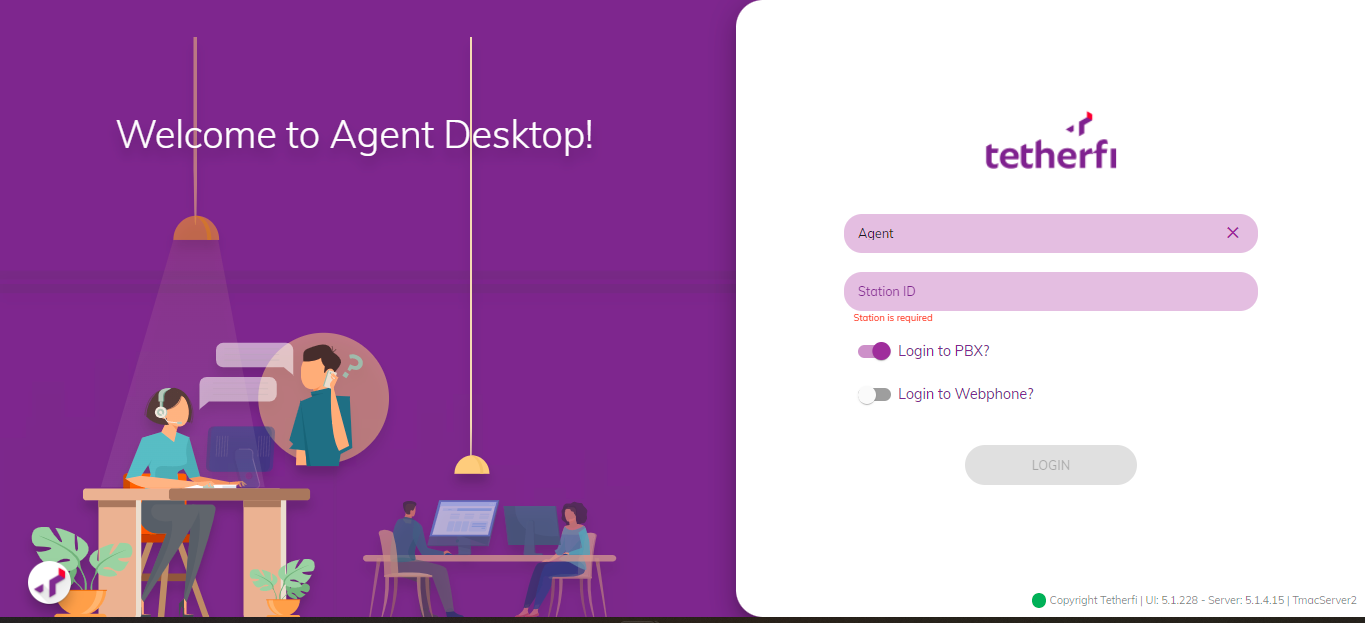 Welcome to Agent Desktop!
tetherfi
Agent
Station ID
Station is required
Login to PBX?
Login to Webphone?
LOGIN
Copyright Tetherfi | UI: 5.1.228 - Server: 5.1.4.15 | TmacServer2